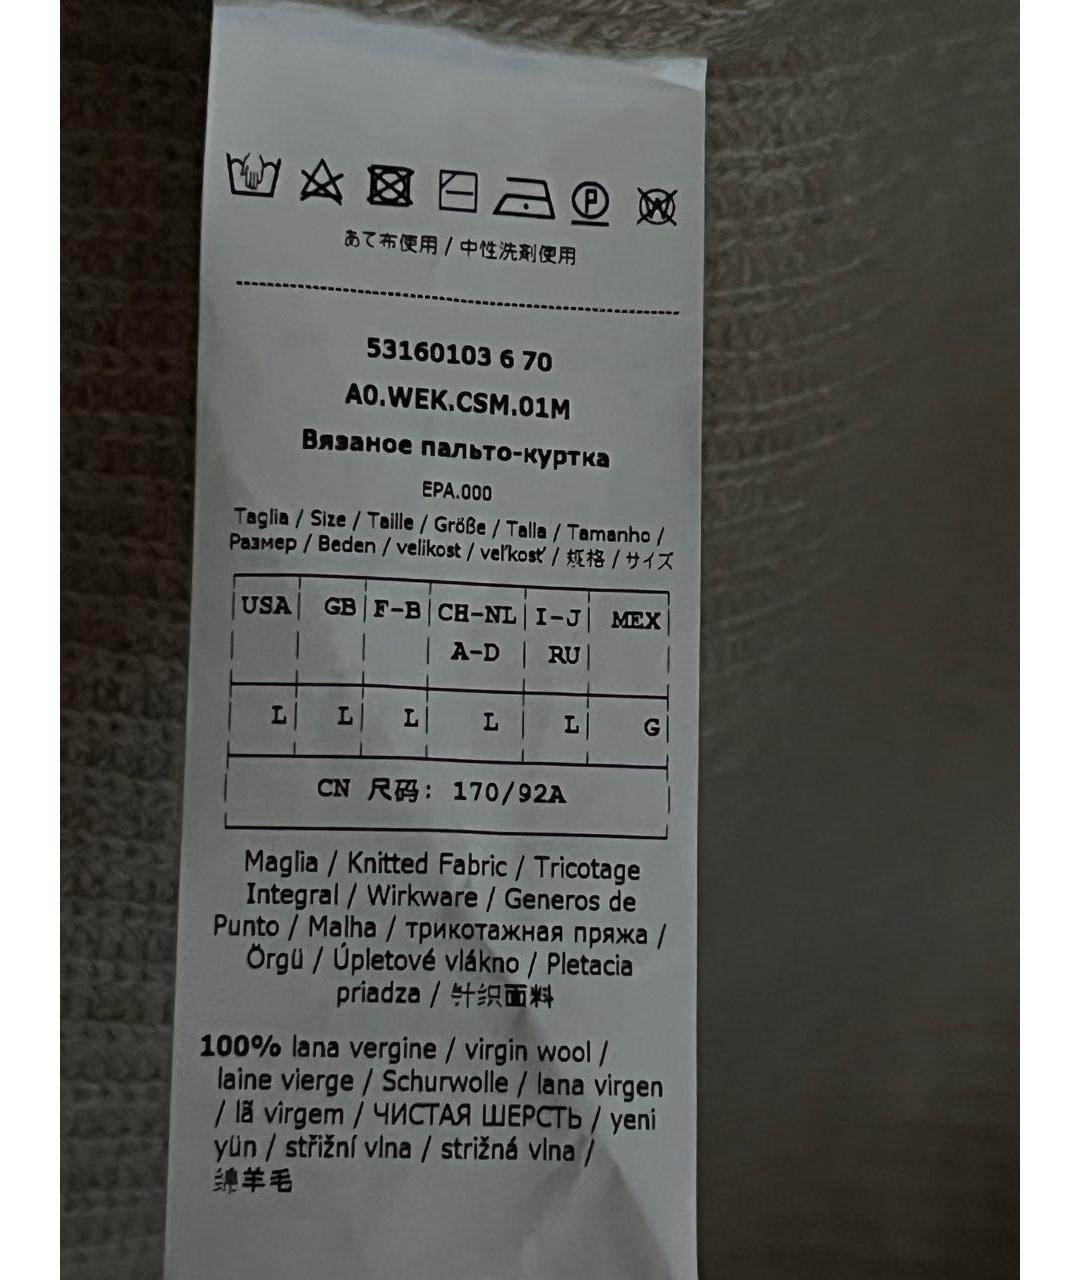 あて布使用 / 中性洗剤使用
53160103 6 70
A0.WEK.CSM.01M
Вязаное пальто-куртка
EPA.000
Taglia / Size / Taille / Größe / Talla / Tamanho /
Размер / Beden / velikost / veľkosť / 规格 / サイズ
USA GB F-B CH-NL I-J MEX
A-D RU
L L L L L G
CN 尺码: 170/92A
Maglia / Knitted Fabric / Tricotage
Integral / Wirkware / Generos de
Punto / Malha / трикотажная пряжа /
Örgü / Úpletové vlákno / Pletacia
priadza / 针织面料
100% lana vergine / virgin wool /
laine vierge / Schurwolle / lana virgen
/ lã virgem / ЧИСТАЯ ШЕРСТЬ / yeni
yün / střižní vlna / strižná vlna /
绵羊毛